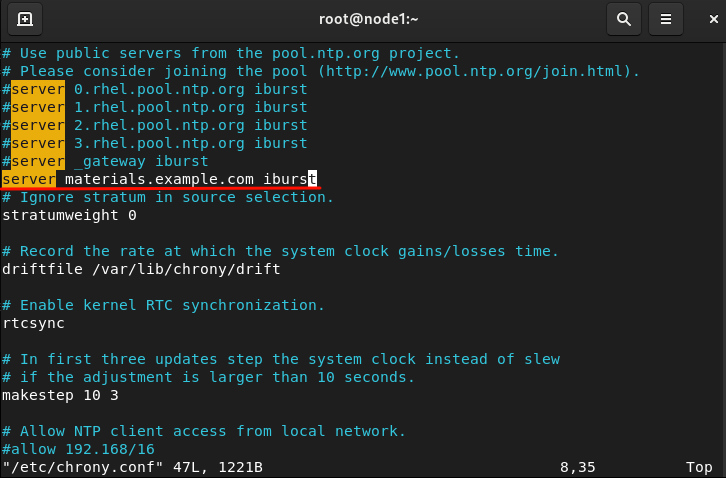 root@node1:~
# Use public servers from the pool.ntp.org project.
# Please consider joining the pool (http://www.pool.ntp.org/join.html).
#server 0.rhel.pool.ntp.org iburst
#server 1.rhel.pool.ntp.org iburst
#server 2.rhel.pool.ntp.org iburst
#server 3.rhel.pool.ntp.org iburst
#server _gateway iburst
server materials.example.com iburst
# Ignore stratum in source selection.
stratumweight 0
# Record the rate at which the system clock gains/losses time.
driftfile /var/lib/chrony/drift
# Enable kernel RTC synchronization.
rtcsync
# In first three updates step the system clock instead of slew
# if the adjustment is larger than 10 seconds.
makestep 10 3
# Allow NTP client access from local network.
#allow 192.168/16
"/etc/chrony.conf" 47L, 1221B 8,35 Top